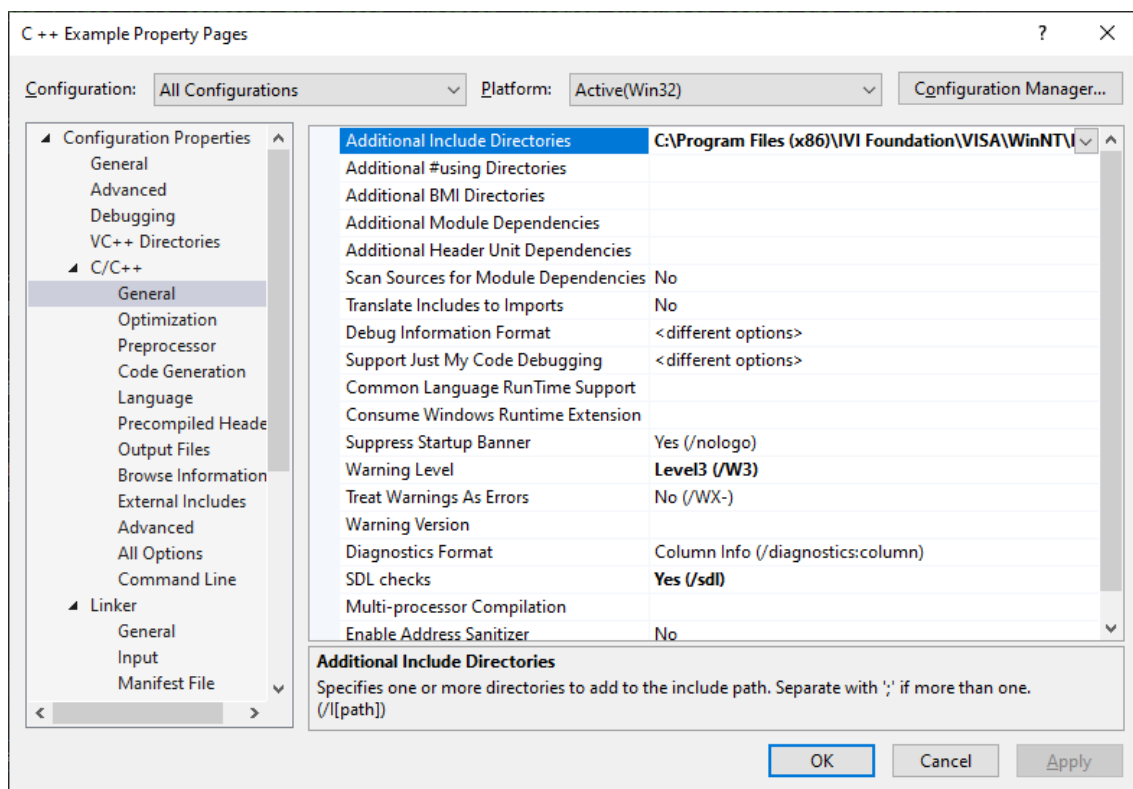 C ++ Example Property Pages
?
Configuration: All Configurations Platform: Active(Win32) Configuration Manager...
Configuration Properties
General
Advanced
Debugging
VC++ Directories
C/C++
General
Optimization
Preprocessor
Code Generation
Language
Precompiled Heade
Output Files
Browse Information
External Includes
Advanced
All Options
Command Line
Linker
General
Input
Manifest File
Additional Include Directories C:\Program Files (x86)\IVI Foundation\VISA\WinNT\
Additional #using Directories
Additional BMI Directories
Additional Module Dependencies
Additional Header Unit Dependencies
Scan Sources for Module Dependencies No
Translate Includes to Imports No
Debug Information Format <different options>
Support Just My Code Debugging <different options>
Common Language RunTime Support
Consume Windows Runtime Extension
Suppress Startup Banner Yes (/nologo)
Warning Level Level3 (/W3)
Treat Warnings As Errors No (/WX-)
Warning Version
Diagnostics Format Column Info (/diagnostics:column)
SDL checks Yes (/sdl)
Multi-processor Compilation
Enable Address Sanitizer No
Additional Include Directories
Specifies one or more directories to add to the include path. Separate with ';' if more than one.
(/I[path])
OK Cancel Apply